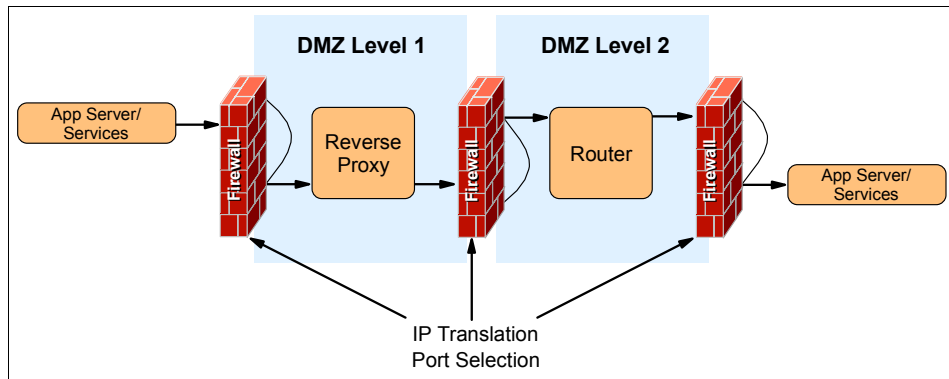 DMZ Level 1
DMZ Level 2
App Server/
Services
Firewall
Reverse
Proxy
Firewall
Router
Firewall
App Server/
Services
IP Translation
Port Selection